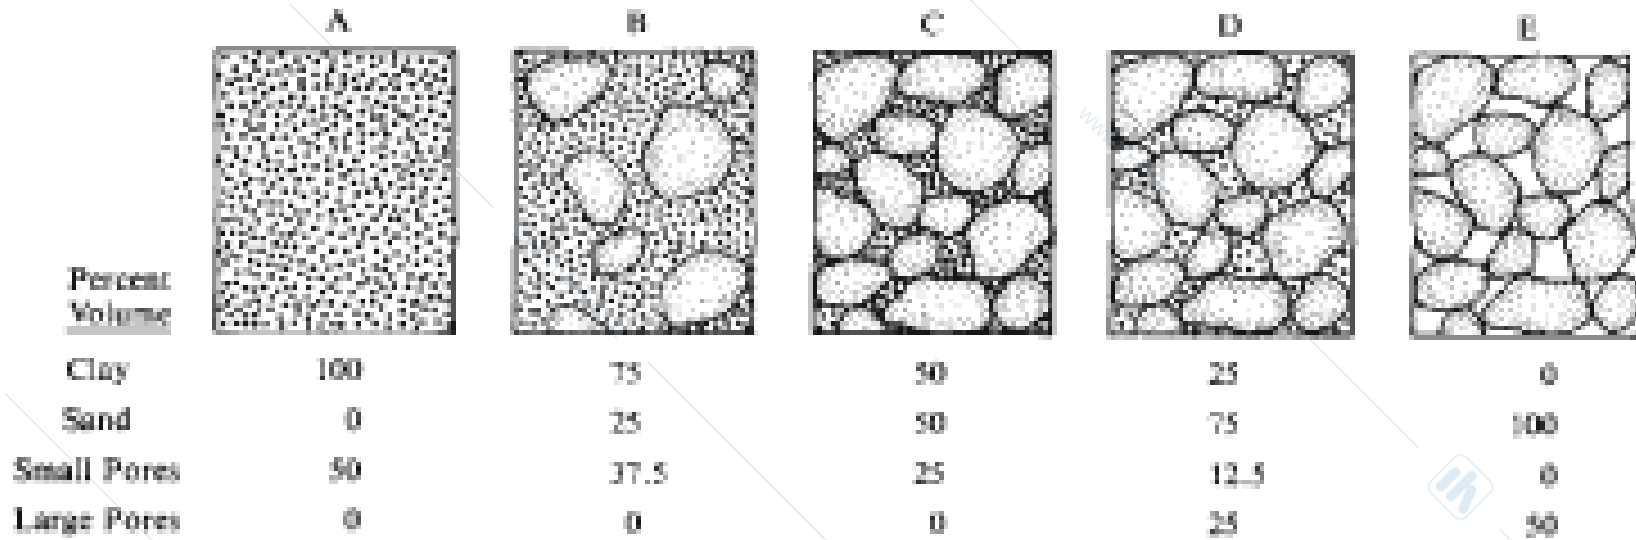 A B C D E
Percent
Volume
Clay 100 75 50 25 0
Sand 0 25 50 75 100
Small Pores 50 37.5 25 12.5 0
Large Pores 0 0 0 25 50
www